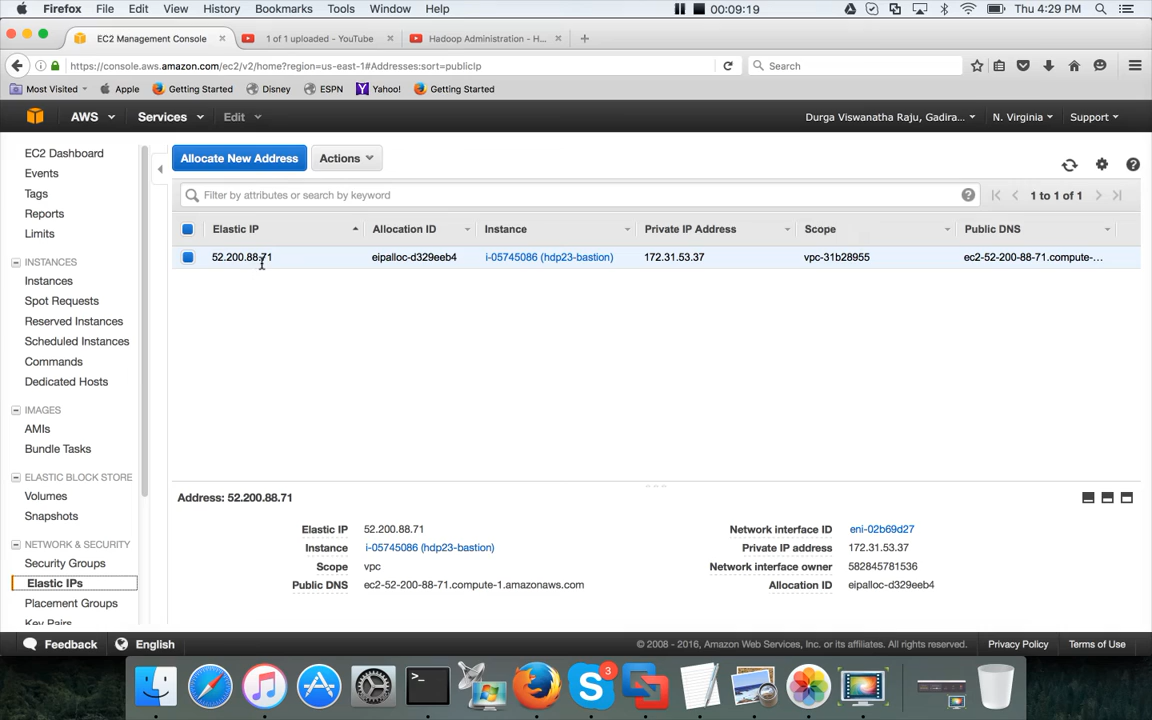 Firefox File Edit View History Bookmarks Tools Window Help 00:09:19 Thu 4:29 PM
EC2 Management Console × 1 of 1 uploaded - YouTube × Hadoop Administration - H... × +
https://console.aws.amazon.com/ec2/v2/home?region=us-east-1#Addresses:sort=publicIp Search
Most Visited Apple Getting Started Disney ESPN Yahoo! Getting Started
AWS Services Edit Durga Viswanatha Raju, Gadira... N. Virginia Support
EC2 Dashboard
Events
Tags
Reports
Limits
INSTANCES
Instances
Spot Requests
Reserved Instances
Scheduled Instances
Commands
Dedicated Hosts
IMAGES
AMIs
Bundle Tasks
ELASTIC BLOCK STORE
Volumes
Snapshots
NETWORK & SECURITY
Security Groups
Elastic IPs
Placement Groups
Key Pairs
Allocate New Address Actions
Filter by attributes or search by keyword 1 to 1 of 1
Elastic IP Allocation ID Instance Private IP Address Scope Public DNS
52.200.88.71 eipalloc-d329eeb4 i-05745086 (hdp23-bastion) 172.31.53.37 vpc-31b28955 ec2-52-200-88-71.compute-...
Address: 52.200.88.71
Elastic IP 52.200.88.71 Network interface ID eni-02b69d27
Instance i-05745086 (hdp23-bastion) Private IP address 172.31.53.37
Scope vpc Network interface owner 582845781536
Public DNS ec2-52-200-88-71.compute-1.amazonaws.com Allocation ID eipalloc-d329eeb4
Feedback English © 2008 - 2016, Amazon Web Services, Inc. or its affiliates. All rights reserved. Privacy Policy Terms of Use
3